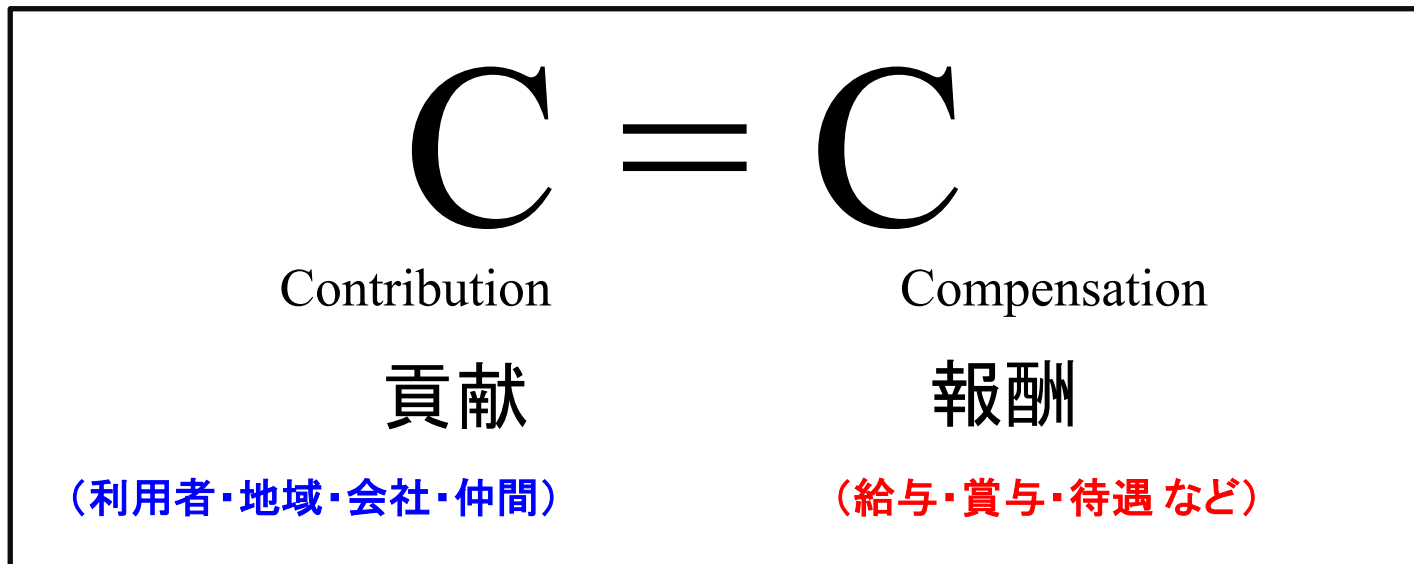 C = C
Contribution Compensation
貢献 報酬
（利用者・地域・会社・仲間） （給与・賞与・待遇 など）